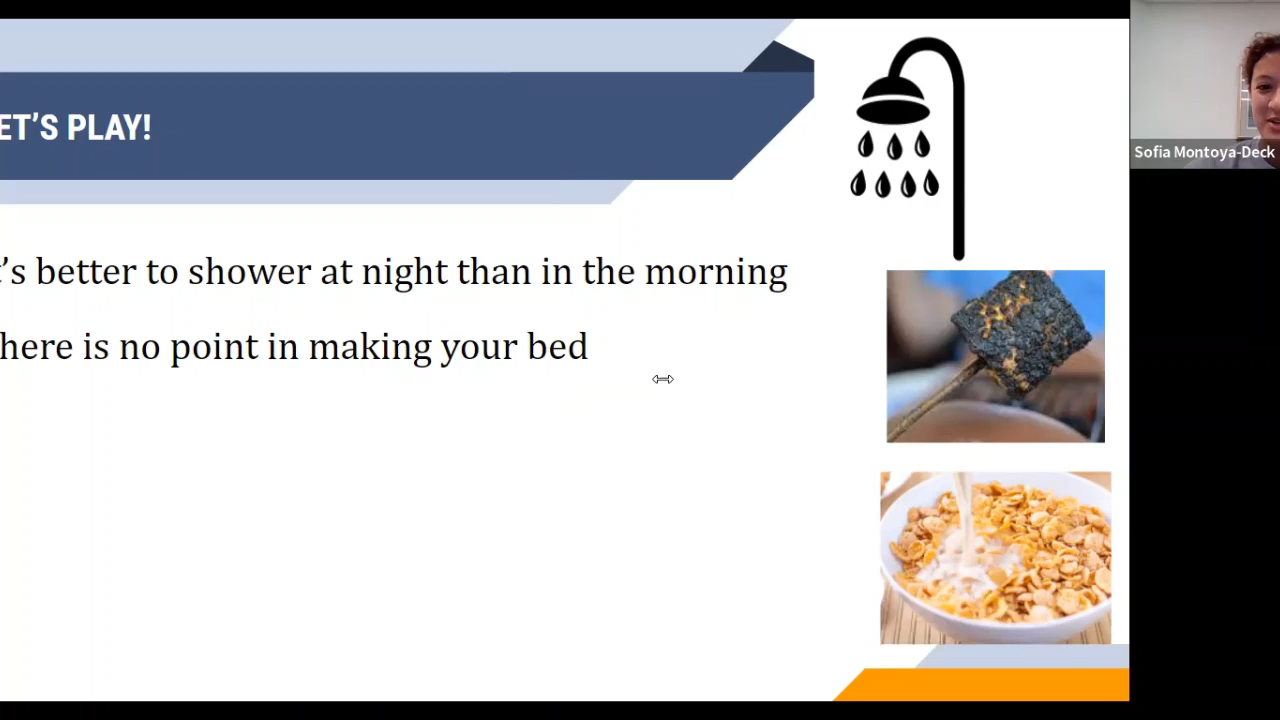 ET'S PLAY!
Sofia Montoya-Deck
's better to shower at night than in the morning
here is no point in making your bed